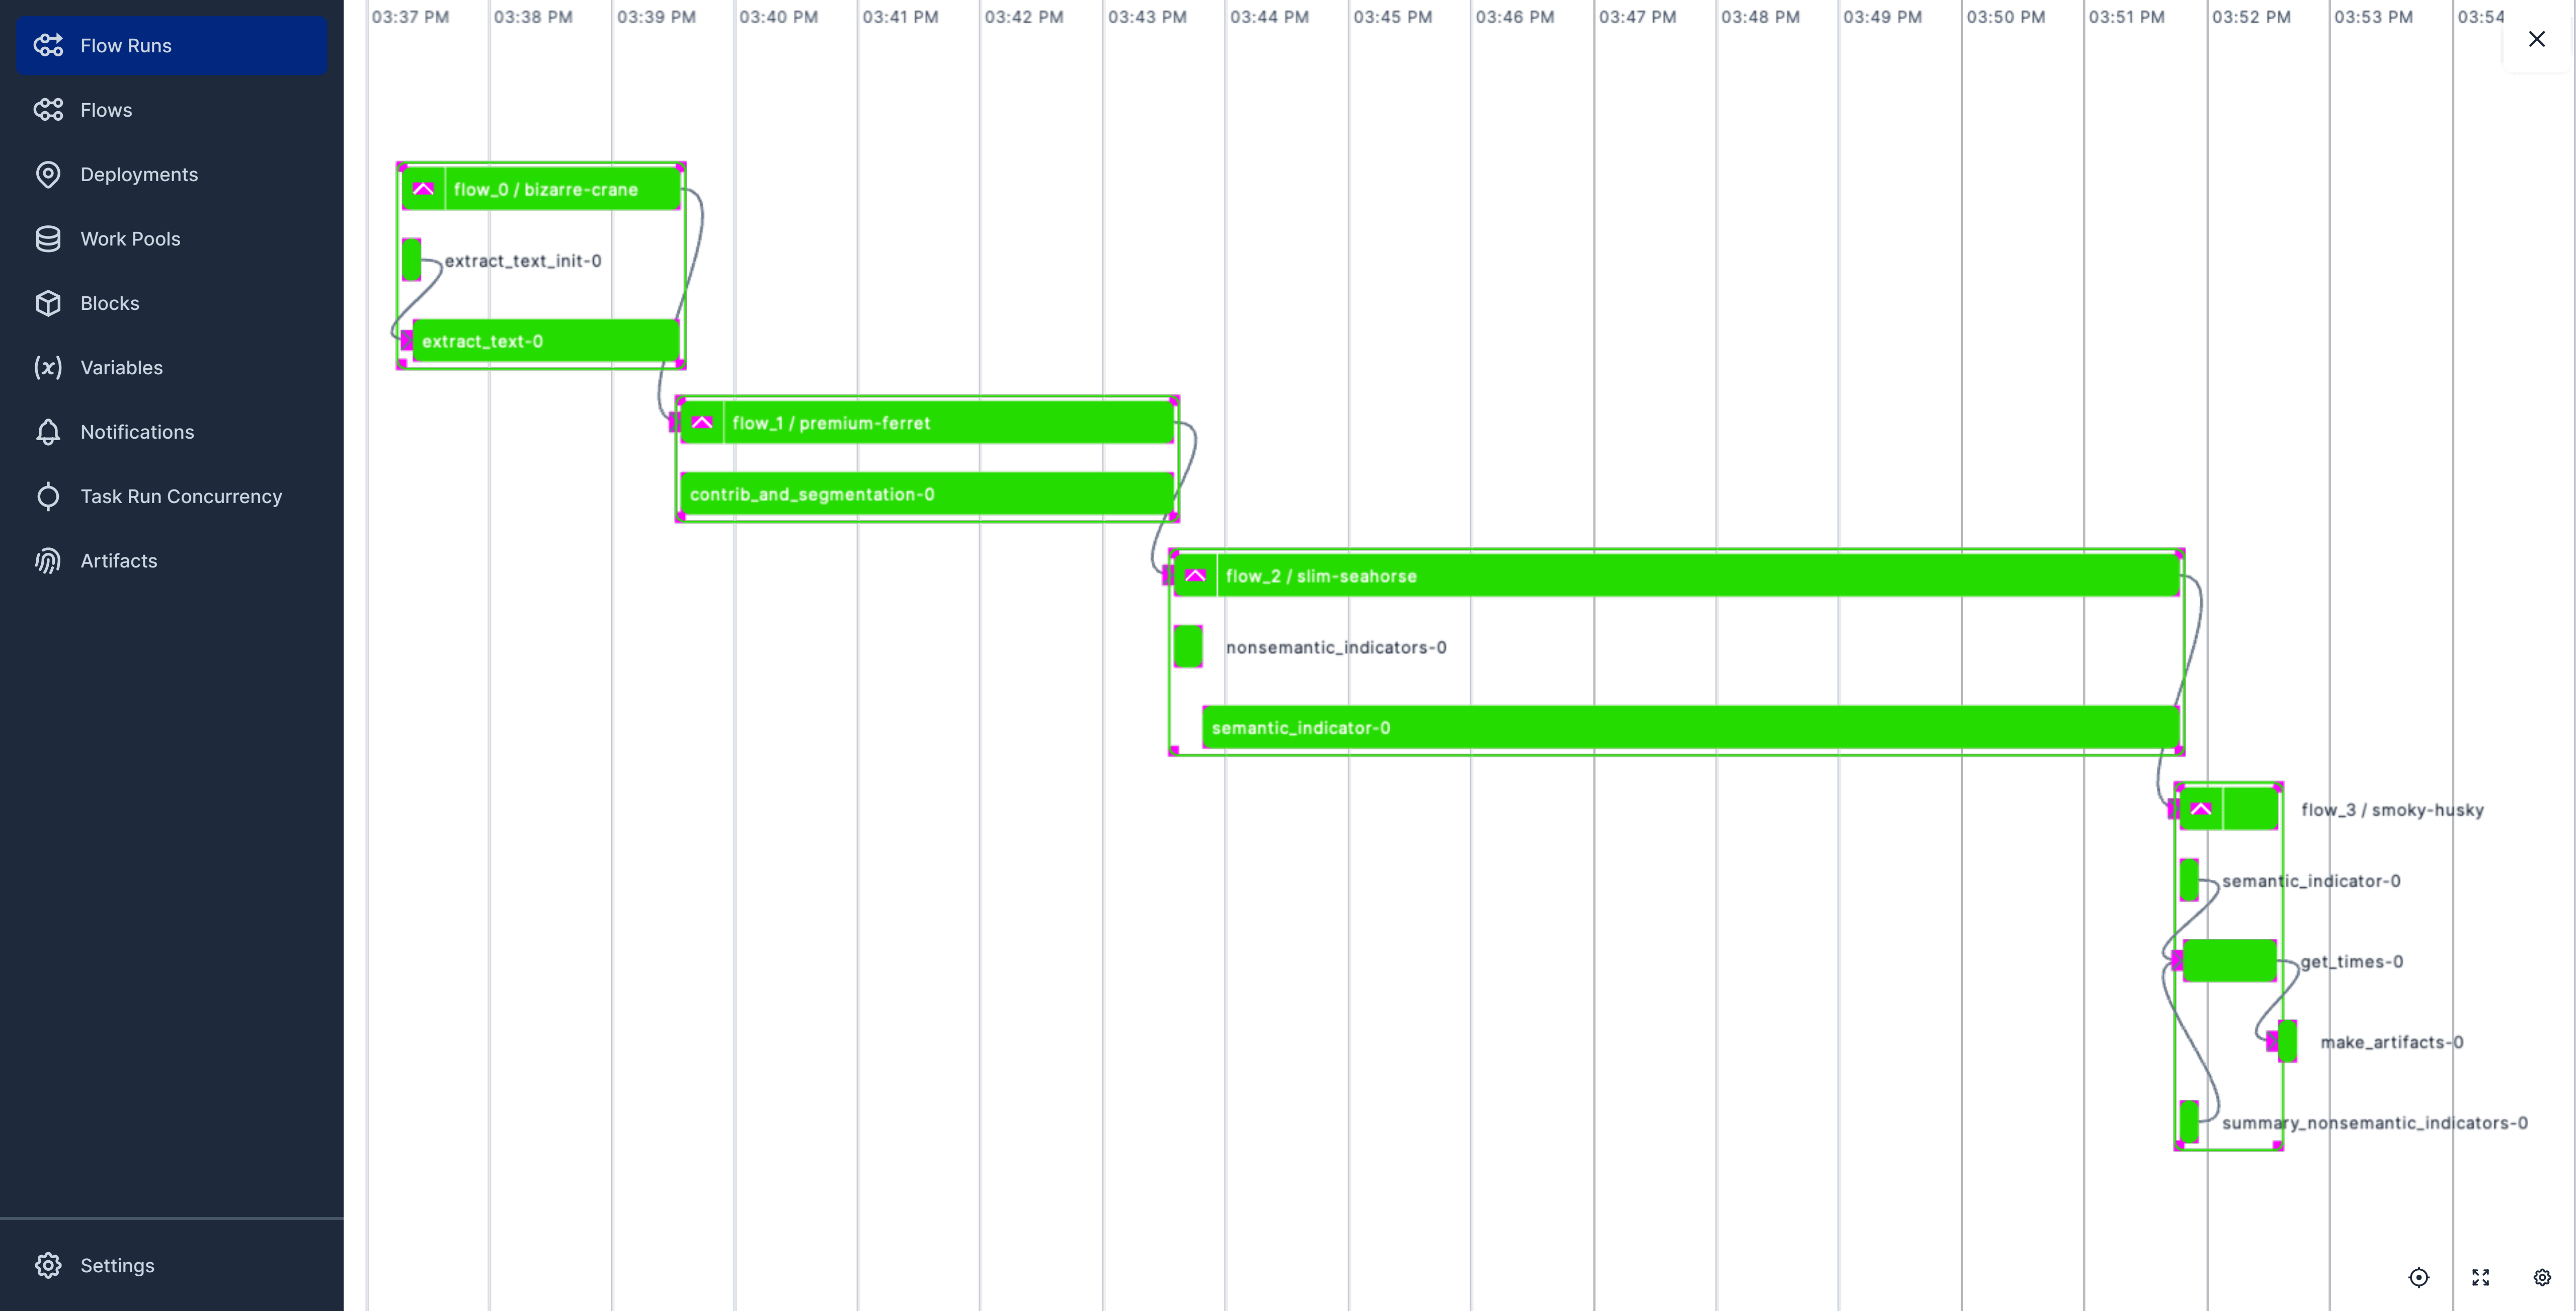 Flow Runs
Flows
Deployments
Work Pools
Blocks
Variables
Notifications
Task Run Concurrency
Artifacts
Settings
03:37 PM 03:38 PM 03:39 PM 03:40 PM 03:41 PM 03:42 PM 03:43 PM 03:44 PM 03:45 PM 03:46 PM 03:47 PM 03:48 PM 03:49 PM 03:50 PM 03:51 PM 03:52 PM 03:53 PM 03:54
flow_0 / bizarre-crane
extract_text_init-0
extract_text-0
flow_1 / premium-ferret
contrib_and_segmentation-0
flow_2 / slim-seahorse
nonsemantic_indicators-0
semantic_indicator-0
flow_3 / smoky-husky
semantic_indicator-0
get_times-0
make_artifacts-0
summary_nonsemantic_indicators-0